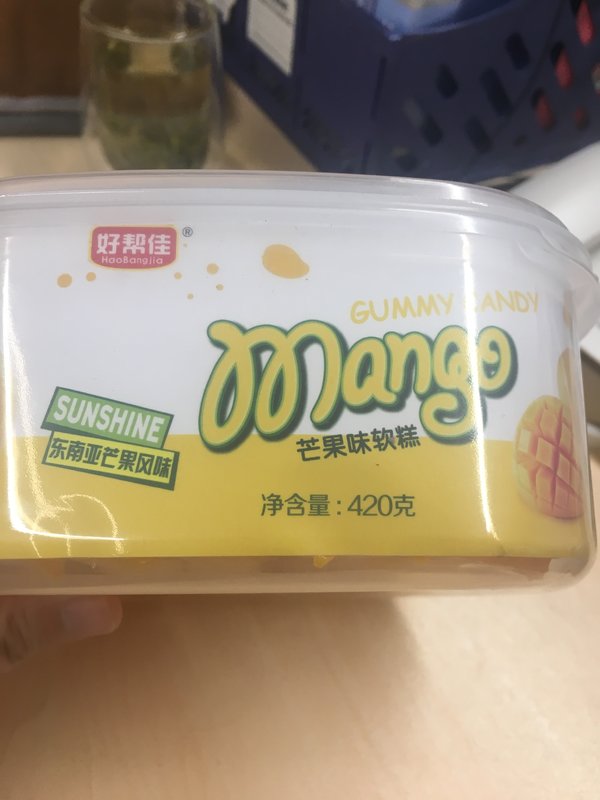 好帮佳®
HaoBangjia
GUMMY CANDY
mango
SUNSHINE
东南亚芒果风味
芒果味软糕
净含量:420克